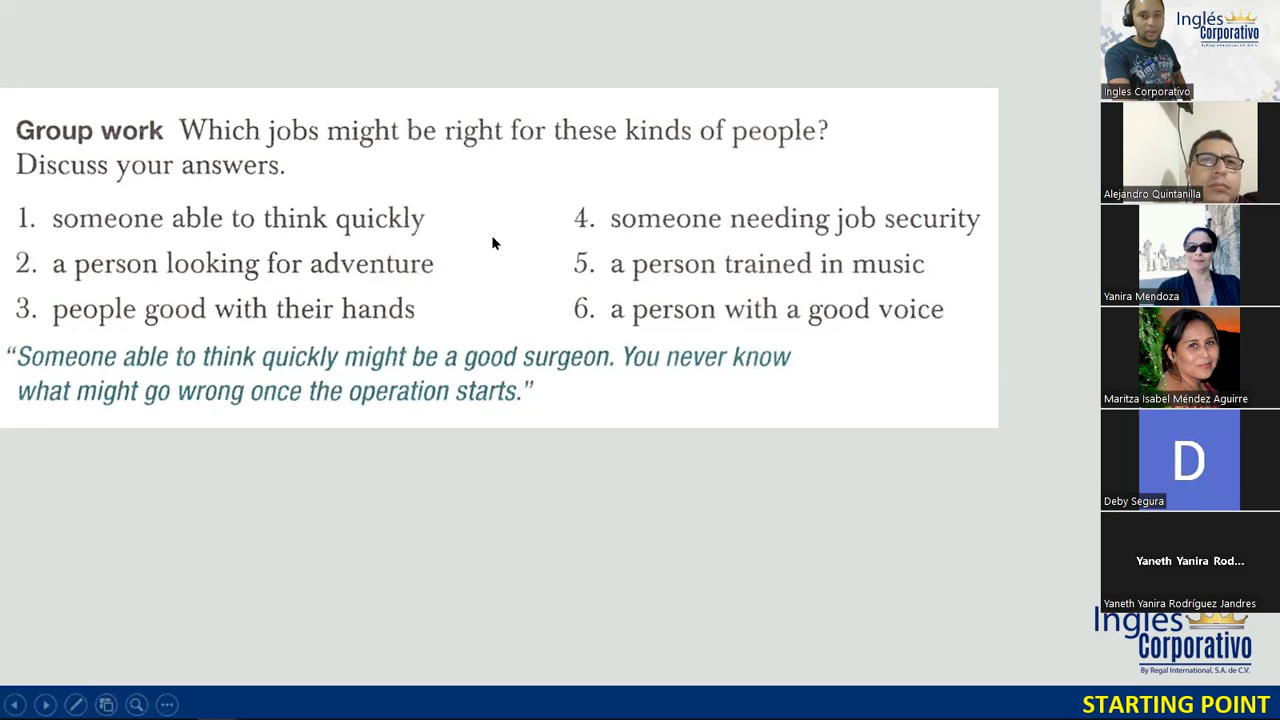 Group work Which jobs might be right for these kinds of people?
Discuss your answers.
1. someone able to think quickly
2. a person looking for adventure
3. people good with their hands
4. someone needing job security
5. a person trained in music
6. a person with a good voice
“Someone able to think quickly might be a good surgeon. You never know
what might go wrong once the operation starts.”
Inglés
Corporativo
Ingles Corporativo
Alejandro Quintanilla
Yanira Mendoza
Maritza Isabel Méndez Aguirre
D
Deby Segura
Yaneth Yanira Rod...
Yaneth Yanira Rodríguez Jandres
Inglés
Corporativo
By Regal International, S.A. de C.V.
STARTING POINT